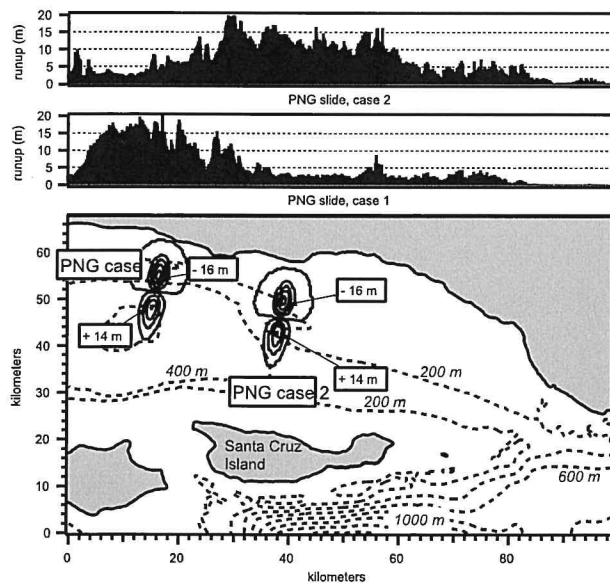 20
15
10
5
0
runup (m)
PNG slide, case 2
20
15
10
5
0
runup (m)
PNG slide, case 1
60
50
40
30
20
10
0
kilometers
PNG case
- 16 m
- 16 m
+ 14 m
+ 14 m
400 m
200 m
PNG case 2
200 m
Santa Cruz
Island
600 m
1000 m
0 20 40 60 80
kilometers